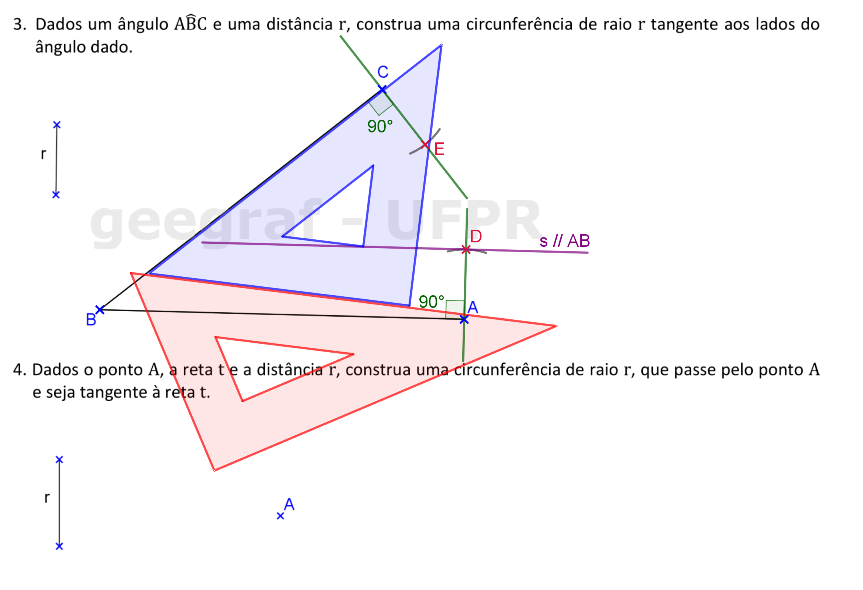 3. Dados um ângulo AB̂C e uma distância r, construa uma circunferência de raio r tangente aos lados do
ângulo dado.
C
r
90°
E
geegraf - UFPR
D
s // AB
90°
A
B
4. Dados o ponto A, a reta t e a distância r, construa uma circunferência de raio r, que passe pelo ponto A
e seja tangente à reta t.
r
A